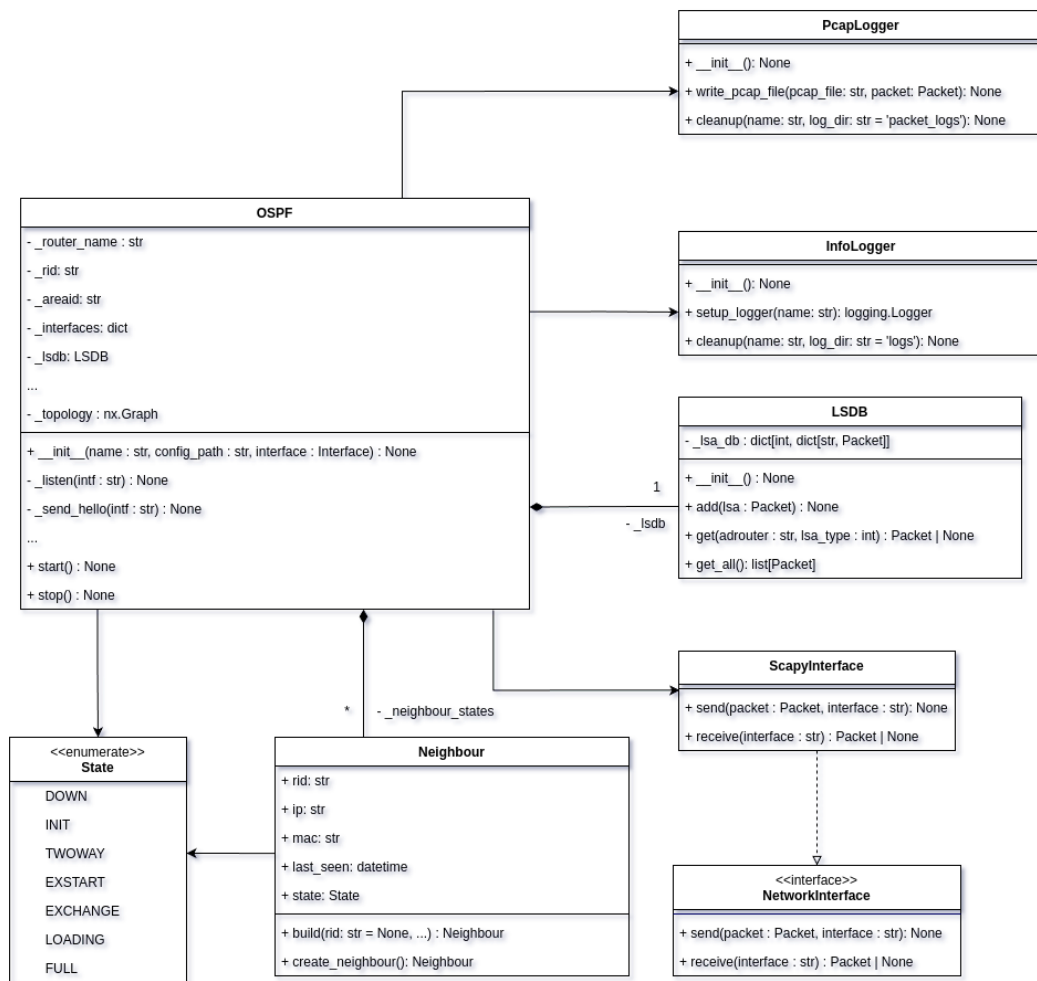 PcapLogger
+ __init__(): None
+ write_pcap_file(pcap_file: str, packet: Packet): None
+ cleanup(name: str, log_dir: str = 'packet_logs'): None
OSPF
- _router_name : str
- _rid: str
- _areaid: str
- _interfaces: dict
- _lsdb: LSDB
...
- _topology : nx.Graph
+ __init__(name : str, config_path : str, interface : Interface) : None
- _listen(intf : str) : None
- _send_hello(intf : str) : None
...
+ start() : None
+ stop() : None
InfoLogger
+ __init__(): None
+ setup_logger(name: str): logging.Logger
+ cleanup(name: str, log_dir: str = 'logs'): None
LSDB
- _lsa_db : dict[int, dict[str, Packet]]
+ __init__() : None
+ add(lsa : Packet) : None
+ get(adrouter : str, lsa_type : int) : Packet | None
+ get_all(): list[Packet]
1
- _lsdb
ScapyInterface
+ send(packet : Packet, interface : str): None
+ receive(interface : str) : Packet | None
*
- _neighbour_states
<<enumerate>>
State
DOWN
INIT
TWOWAY
EXSTART
EXCHANGE
LOADING
FULL
Neighbour
+ rid: str
+ ip: str
+ mac: str
+ last_seen: datetime
+ state: State
+ build(rid: str = None, ...) : Neighbour
+ create_neighbour(): Neighbour
<<interface>>
NetworkInterface
+ send(packet : Packet, interface : str): None
+ receive(interface : str) : Packet | None